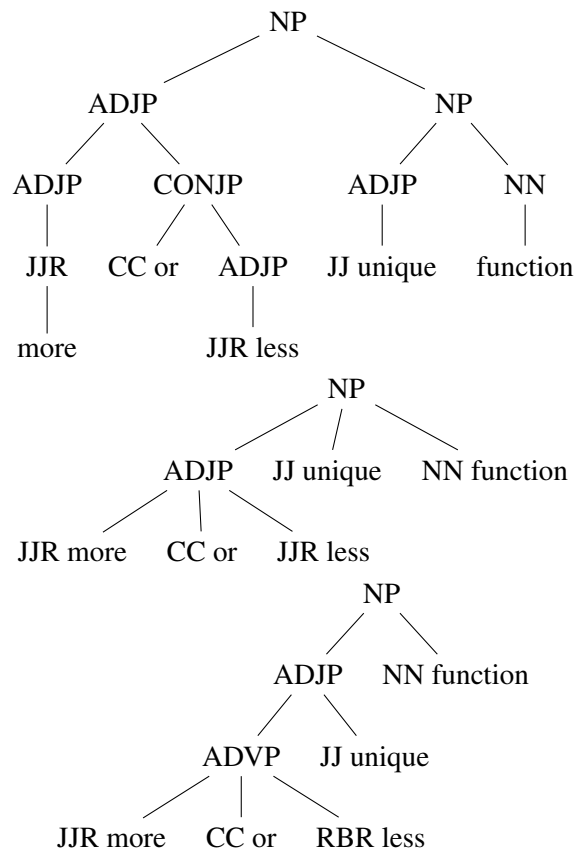 NP
ADJP NP
ADJP CONJP ADJP NN
JJR CC or ADJP JJ unique function
more JJR less
NP
ADJP JJ unique NN function
JJR more CC or JJR less
NP
ADJP NN function
ADVP JJ unique
JJR more CC or RBR less